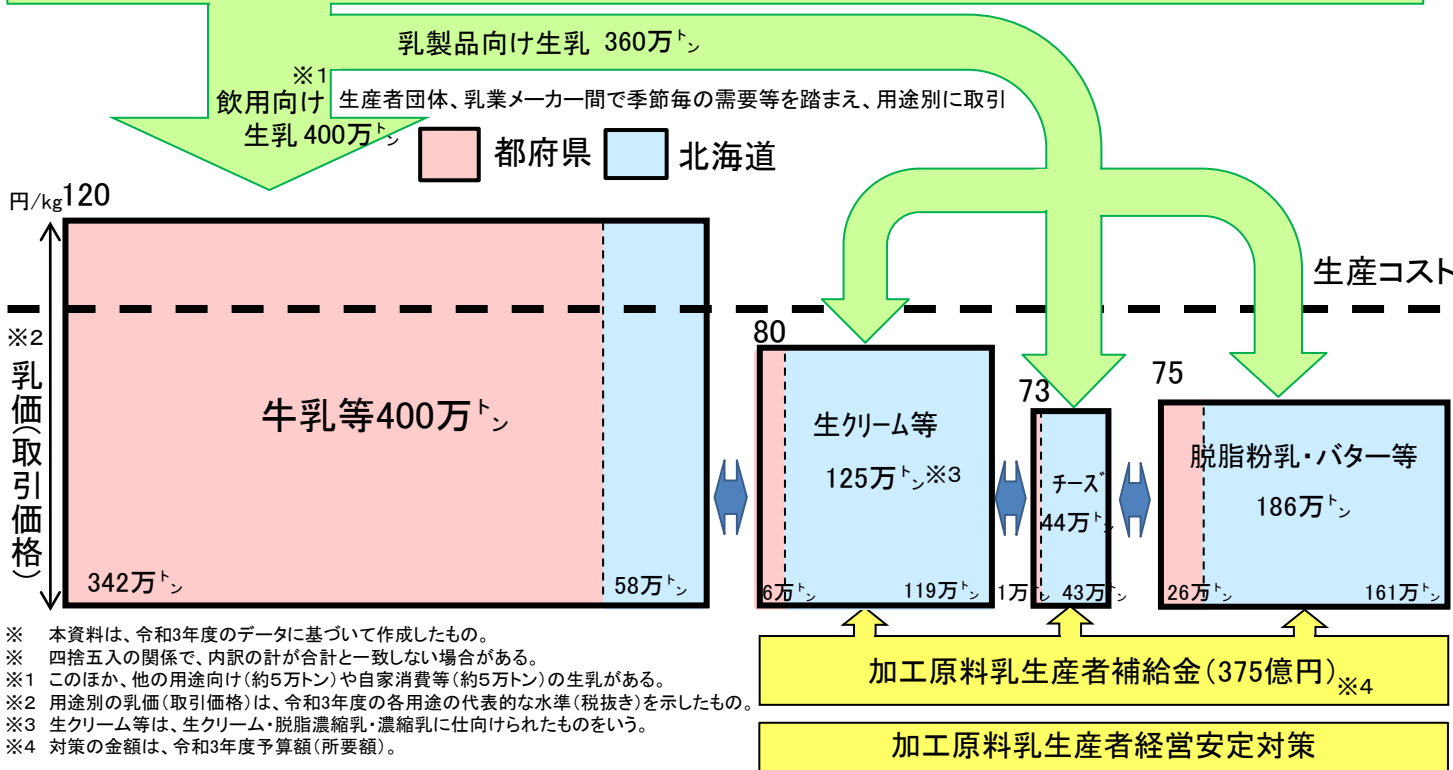 乳製品向け生乳 360万トン
※1
飲用向け
生乳 400万トン
生産者団体、乳業メーカー間で季節毎の需要等を踏まえ、用途別に取引
都府県 北海道
円/kg 120
生産コスト
※2
乳価(取引価格)
牛乳等400万トン
342万トン 58万トン
80
生クリーム等
125万トン※3
6万トン 119万トン
73
チーズ
44万トン
1万トン 43万トン
75
脱脂粉乳・バター等
186万トン
26万トン 161万トン
加工原料乳生産者補給金(375億円)※4
加工原料乳生産者経営安定対策
※ 本資料は、令和3年度のデータに基づいて作成したもの。
※ 四捨五入の関係で、内訳の計が合計と一致しない場合がある。
※1 このほか、他の用途向け(約5万トン)や自家消費等(約5万トン)の生乳がある。
※2 用途別の乳価(取引価格)は、令和3年度の各用途の代表的な水準(税抜き)を示したもの。
※3 生クリーム等は、生クリーム・脱脂濃縮乳・濃縮乳に仕向けられたものをいう。
※4 対策の金額は、令和3年度予算額(所要額)。